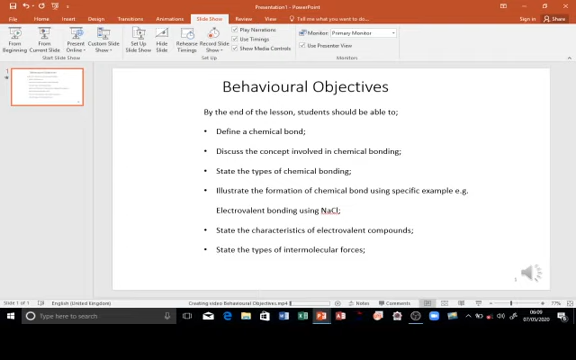 Presentation1 - PowerPoint
File Home Insert Design Transitions Animations Slide Show Review View Tell me what you want to do... Sign in Share
From Beginning
From Current Slide
Present Online
Custom Slide Show
Start Slide Show
Set Up Slide Show
Hide Slide
Rehearse Timings
Record Slide Show
Play Narrations
Use Timings
Show Media Controls
Set Up
Monitor: Primary Monitor
Use Presenter View
Monitors
1
Behavioural Objectives
By the end of the lesson, students should be able to;
• Define a chemical bond;
• Discuss the concept involved in chemical bonding;
• State the types of chemical bonding;
• Illustrate the formation of chemical bond using specific example e.g.
Electrovalent bonding using NaCl;
• State the characteristics of electrovalent compounds;
• State the types of intermolecular forces;
Slide 1 of 1 English (United Kingdom) Creating video Behavioural Objectives.mp4 Notes Comments 77%
Type here to search
06:09
07/05/2020